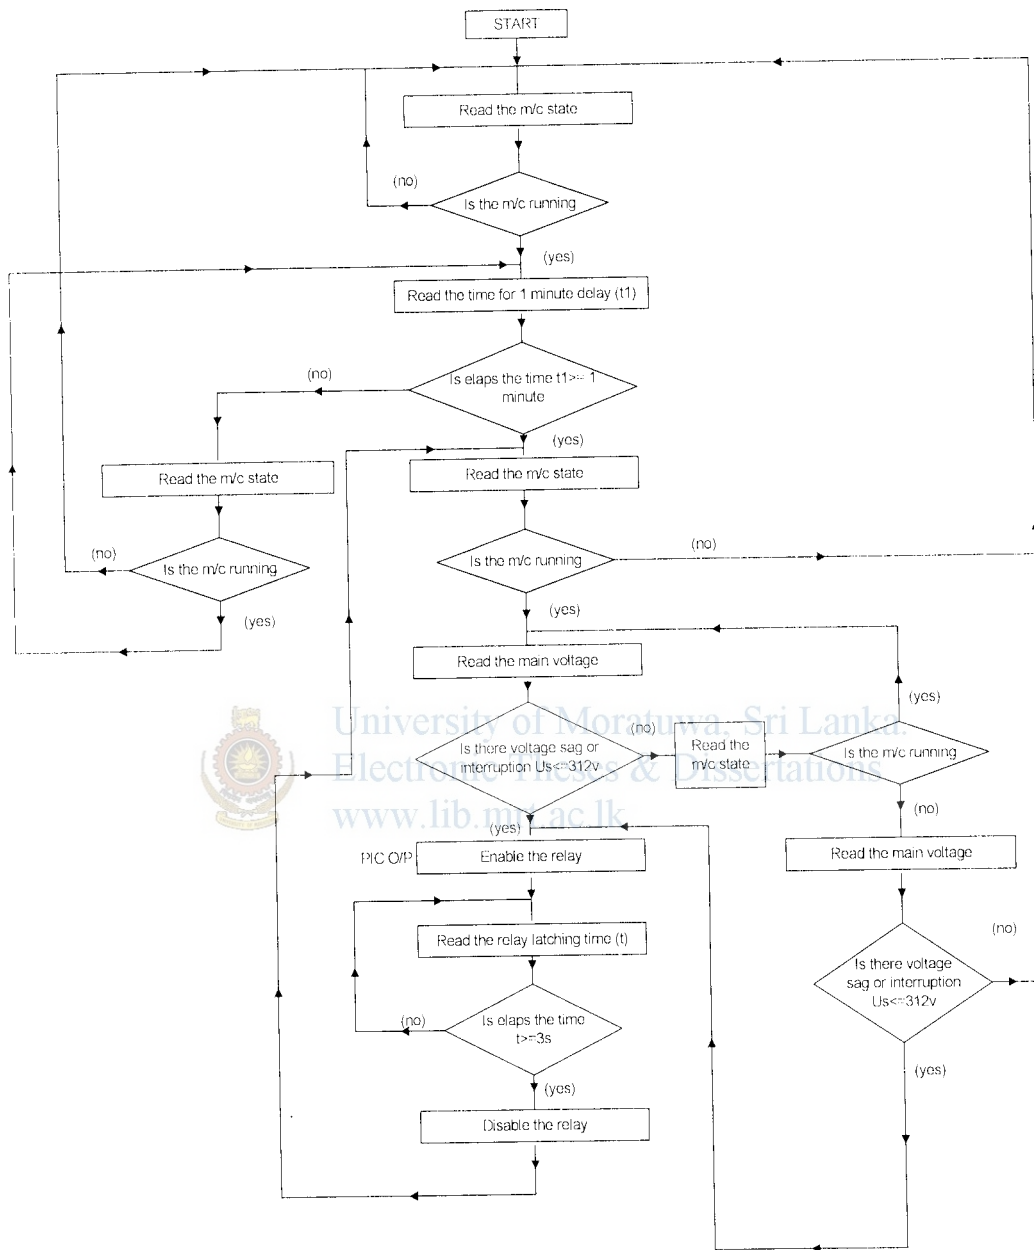 START
Read the m/c state
(no)
Is the m/c running
(yes)
Read the time for 1 minute delay (t1)
(no)
Is elaps the time t1>= 1
minute
(yes)
Read the m/c state
Read the m/c state
(no)
Is the m/c running
(yes)
Is the m/c running
(no)
(yes)
Read the main voltage
(yes)
University of Moratuwa, Sri Lanka.
Electronic Theses & Dissertations
www.lib.mrt.ac.lk
Is there voltage sag or
interruption Us<=312v
(no)
Read the
m/c state
Is the m/c running
(no)
(yes)
PIC O/P
Enable the relay
Read the main voltage
Read the relay latching time (t)
(no)
Is there voltage
sag or interruption
Us<=312v
(no)
Is elaps the time
t>=3s
(yes)
(yes)
Disable the relay